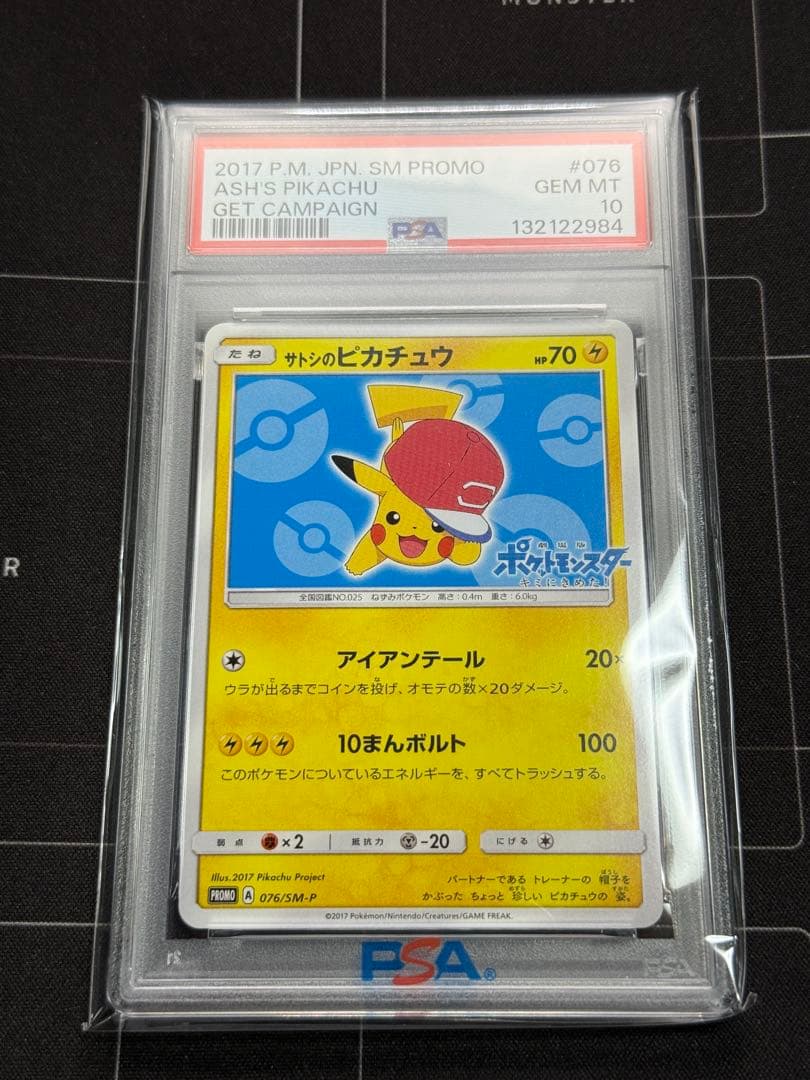 MONSTER
2017 P.M. JPN. SM PROMO #076
ASH'S PIKACHU GEM MT
GET CAMPAIGN 10
PSA
132122984
たね サトシのピカチュウ HP70
劇場版
ポケットモンスター
キミにきめた!
全国図鑑NO.025 ねずみポケモン 高さ:0.4m 重さ:6.0kg
アイアンテール 20×
ウラが出るまでコインを投げ、オモテの数×20ダメージ。
10まんボルト 100
このポケモンについているエネルギーを、すべてトラッシュする。
弱点 ×2 抵抗力 -20 にげる
Illus.2017 Pikachu Project
パートナーである トレーナーの 帽子を
かぶった ちょっと 珍しい ピカチュウの 姿。
PROMO A 076/SM-P
©2017 Pokémon/Nintendo/Creatures/GAME FREAK.
PSA®
R